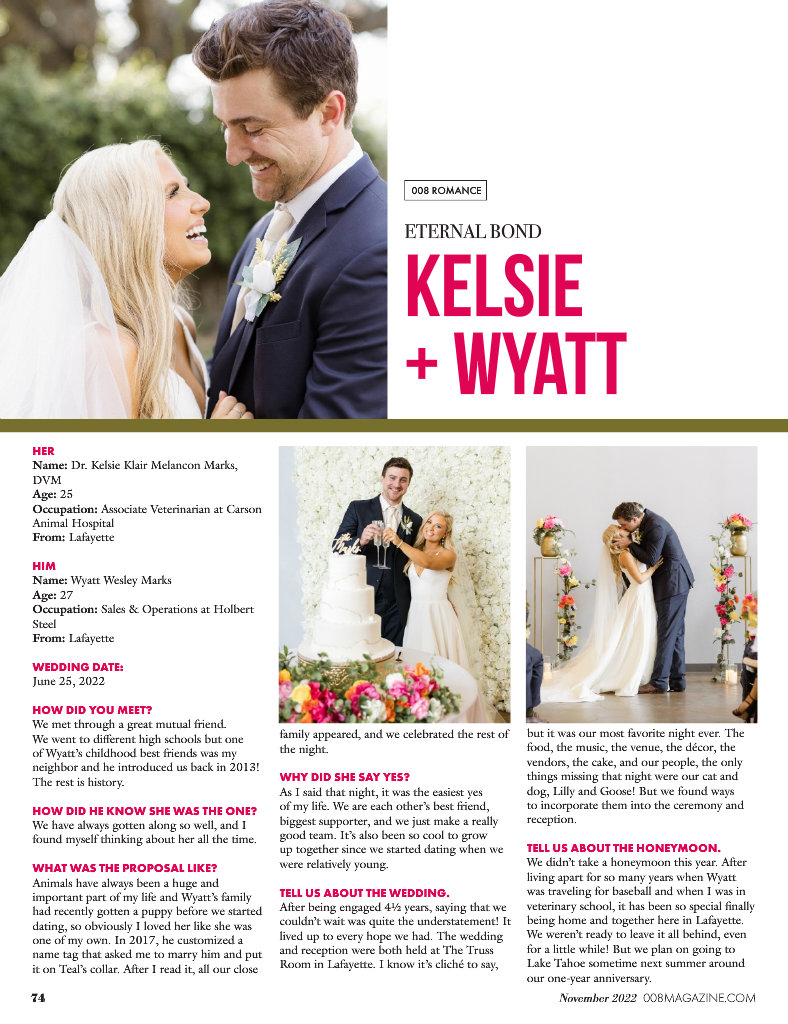 008 ROMANCE
ETERNAL BOND
KELSIE
+ WYATT
HER
Name: Dr. Kelsie Klair Melancon Marks,
DVM
Age: 25
Occupation: Associate Veterinarian at Carson
Animal Hospital
From: Lafayette
HIM
Name: Wyatt Wesley Marks
Age: 27
Occupation: Sales & Operations at Holbert
Steel
From: Lafayette
WEDDING DATE:
June 25, 2022
HOW DID YOU MEET?
We met through a great mutual friend.
We went to different high schools but one
of Wyatt's childhood best friends was my
neighbor and he introduced us back in 2013!
The rest is history.
HOW DID HE KNOW SHE WAS THE ONE?
We have always gotten along so well, and I
found myself thinking about her all the time.
WHAT WAS THE PROPOSAL LIKE?
Animals have always been a huge and
important part of my life and Wyatt's family
had recently gotten a puppy before we started
dating, so obviously I loved her like she was
one of my own. In 2017, he customized a
name tag that asked me to marry him and put
it on Teal's collar. After I read it, all our close
the Marks
family appeared, and we celebrated the rest of
the night.
WHY DID SHE SAY YES?
As I said that night, it was the easiest yes
of my life. We are each other's best friend,
biggest supporter, and we just make a really
good team. It's also been so cool to grow
up together since we started dating when we
were relatively young.
TELL US ABOUT THE WEDDING.
After being engaged 4½ years, saying that we
couldn't wait was quite the understatement! It
lived up to every hope we had. The wedding
and reception were both held at The Truss
Room in Lafayette. I know it's cliché to say,
but it was our most favorite night ever. The
food, the music, the venue, the décor, the
vendors, the cake, and our people, the only
things missing that night were our cat and
dog, Lilly and Goose! But we found ways
to incorporate them into the ceremony and
reception.
TELL US ABOUT THE HONEYMOON.
We didn't take a honeymoon this year. After
living apart for so many years when Wyatt
was traveling for baseball and when I was in
veterinary school, it has been so special finally
being home and together here in Lafayette.
We weren't ready to leave it all behind, even
for a little while! But we plan on going to
Lake Tahoe sometime next summer around
our one-year anniversary.
74
November 2022 008MAGAZINE.COM